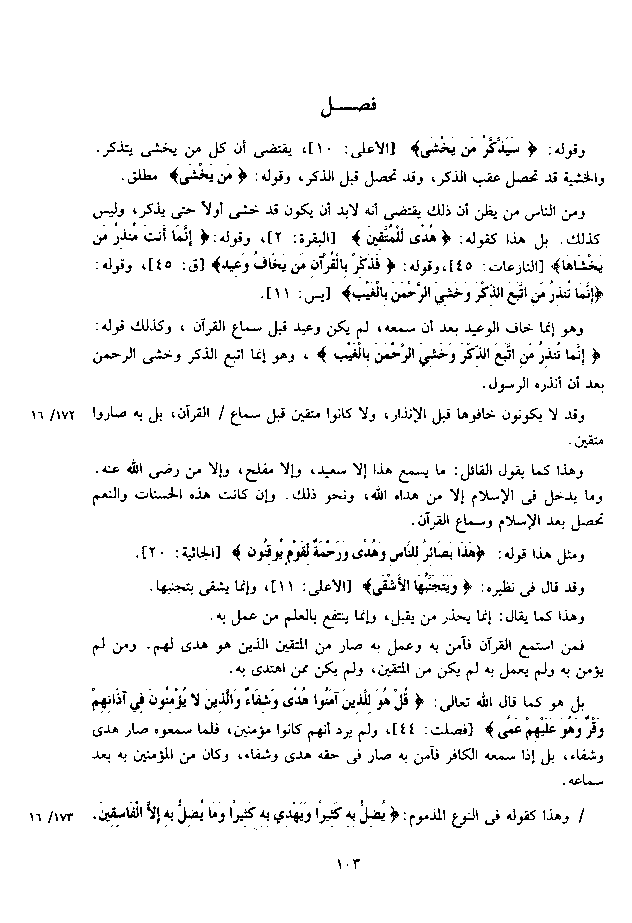 فصــــل
وقوله: ﴿ سَيَذَّكَّرُ مَن يَخْشَى﴾ [الأعلى: ١٠]، يقتضى أن كل من يخشى يتذكر.
والخشية قد تحصل عقب الذكر، وقد تحصل قبل الذكر، وقوله: ﴿ مَن يَخْشَى﴾ مطلق.
ومن الناس من يظن أن ذلك يقتضى أنه لابد أن يكون قد خشى أولاً حتى يذكر، وليس
كذلك. بل هذا كقوله: ﴿ هُدًى لِّلْمُتَّقِينَ ﴾ [البقرة: ٢]، وقوله: ﴿ إِنَّمَا أَنتَ مُنذِرُ مَن
يَخْشَاهَا﴾ [النازعات: ٤٥]، وقوله: ﴿ فَذَكِّرْ بِالْقُرْآنِ مَن يَخَافُ وَعِيدِ﴾ [ق: ٤٥]، وقوله:
﴿إِنَّمَا تُنذِرُ مَنِ اتَّبَعَ الذِّكْرَ وَخَشِيَ الرَّحْمَنَ بِالْغَيْبِ﴾ [يس: ١١].
وهو إنما خاف الوعيد بعد أن سمعه، لم يكن وعيد قبل سماع القرآن ، وكذلك قوله:
﴿ إِنَّمَا تُنذِرُ مَنِ اتَّبَعَ الذِّكْرَ وَخَشِيَ الرَّحْمَنَ بِالْغَيْبِ ﴾ ، وهو إنما اتبع الذكر وخشى الرحمن
بعد أن أنذره الرسول.
وقد لا يكونون خافوها قبل الإنذار، ولا كانوا متقين قبل سماع / القرآن، بل به صاروا ١٦/١٧٢
متقين.
وهذا كما يقول القائل: ما يسمع هذا إلا سعيد، وإلا مفلح، وإلا من رضى الله عنه.
وما يدخل فى الإسلام إلا من هداه الله، ونحو ذلك. وإن كانت هذه الحسنات والنعم
تحصل بعد الإسلام وسماع القرآن.
ومثل هذا قوله: ﴿هَذَا بَصَائِرُ لِلنَّاسِ وَهُدًى وَرَحْمَةٌ لِّقَوْمٍ يُوقِنُونَ ﴾ [الجاثية: ٢٠].
وقد قال فى نظيره: ﴿ وَيَتَجَنَّبُهَا الأَشْقَى﴾ [الأعلى: ١١]، وإنما يشقى بتجنبها.
وهذا كما يقال: إنما يحذر من يقبل، وإنما ينتفع بالعلم من عمل به.
فمن استمع القرآن فآمن به وعمل به صار من المتقين الذين هو هدى لهم. ومن لم
يؤمن به ولم يعمل به لم يكن من المتقين، ولم يكن ممن اهتدى به.
بل هو كما قال الله تعالى: ﴿ قُلْ هُوَ لِلَّذِينَ آمَنُوا هُدًى وَشِفَاءٌ وَالَّذِينَ لا يُؤْمِنُونَ فِي آذَانِهِمْ
وَقْرٌ وَهُوَ عَلَيْهِمْ عَمًى ﴾ [فصلت: ٤٤]، ولم يرد أنهم كانوا مؤمنين، فلما سمعوه صار هدى
وشفاء، بل إذا سمعه الكافر فآمن به صار فى حقه هدى وشفاء، وكان من المؤمنين به بعد
سماعه.
/ وهذا كقوله فى النوع المذموم: ﴿ يُضِلُّ بِهِ كَثِيرًا وَيَهْدِي بِهِ كَثِيرًا وَمَا يُضِلُّ بِهِ إِلاَّ الْفَاسِقِينَ. ١٦/١٧٣
١٠٣